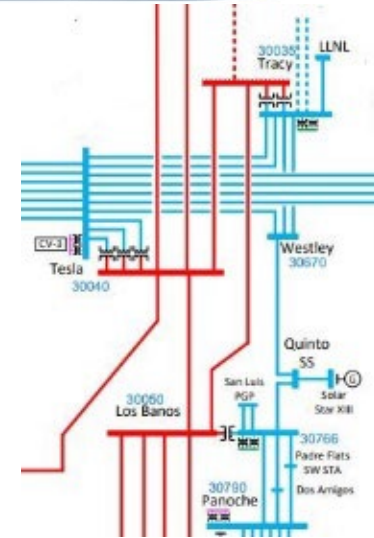 30035
LLNL
Tracy
CV-3
Tesla
30040
Westley
30670
Quinto
SS
G
Solar
Star XIII
San Luis
PGP
30050
Los Banos
30766
Padre Flats
SW STA
Dos Amigos
30790
Panoche